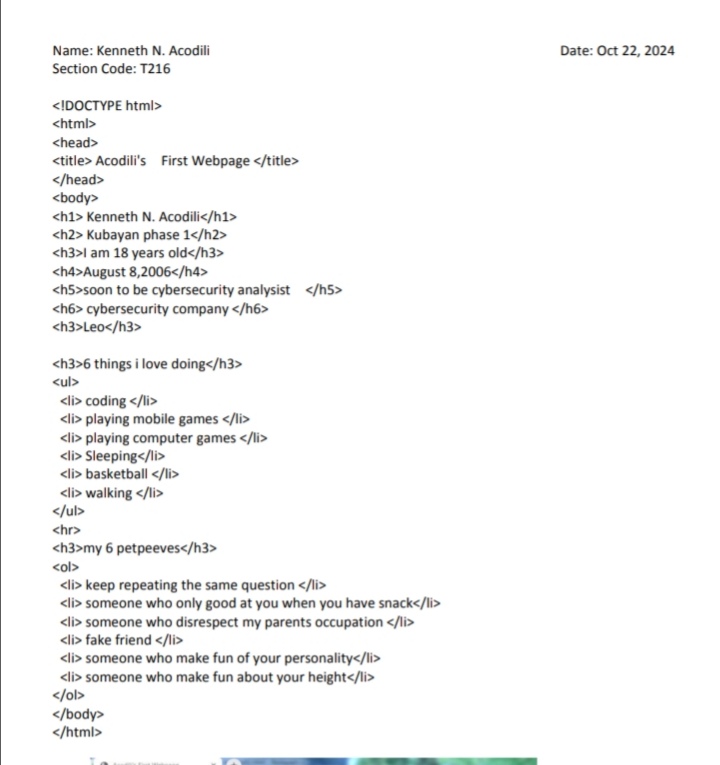 Name: Kenneth N. Acodili Date: Oct 22, 2024
Section Code: T216
<!DOCTYPE html>
<html>
<head>
<title> Acodili's   First Webpage </title>
</head>
<body>
<h1> Kenneth N. Acodili</h1>
<h2> Kubayan phase 1</h2>
<h3>I am 18 years old</h3>
<h4>August 8,2006</h4>
<h5>soon to be cybersecurity analysist   </h5>
<h6> cybersecurity company </h6>
<h3>Leo</h3>
<h3>6 things i love doing</h3>
<ul>
<li> coding </li>
<li> playing mobile games </li>
<li> playing computer games </li>
<li> Sleeping</li>
<li> basketball </li>
<li> walking </li>
</ul>
<hr>
<h3>my 6 petpeeves</h3>
<ol>
<li> keep repeating the same question </li>
<li> someone who only good at you when you have snack</li>
<li> someone who disrespect my parents occupation </li>
<li> fake friend </li>
<li> someone who make fun of your personality</li>
<li> someone who make fun about your height</li>
</ol>
</body>
</html>